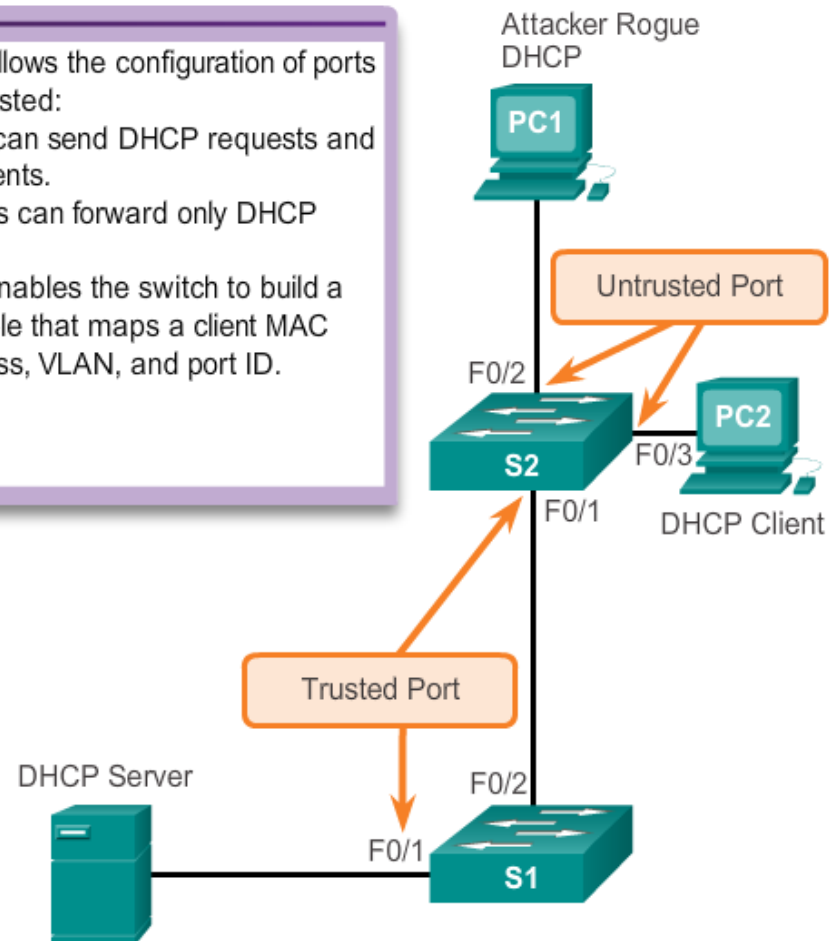 llows the configuration of ports
sted:
can send DHCP requests and
ents.
s can forward only DHCP
nables the switch to build a
le that maps a client MAC
ss, VLAN, and port ID.
Attacker Rogue
DHCP
PC1
Untrusted Port
F0/2
PC2
S2
F0/3
F0/1
DHCP Client
Trusted Port
DHCP Server
F0/2
F0/1
S1